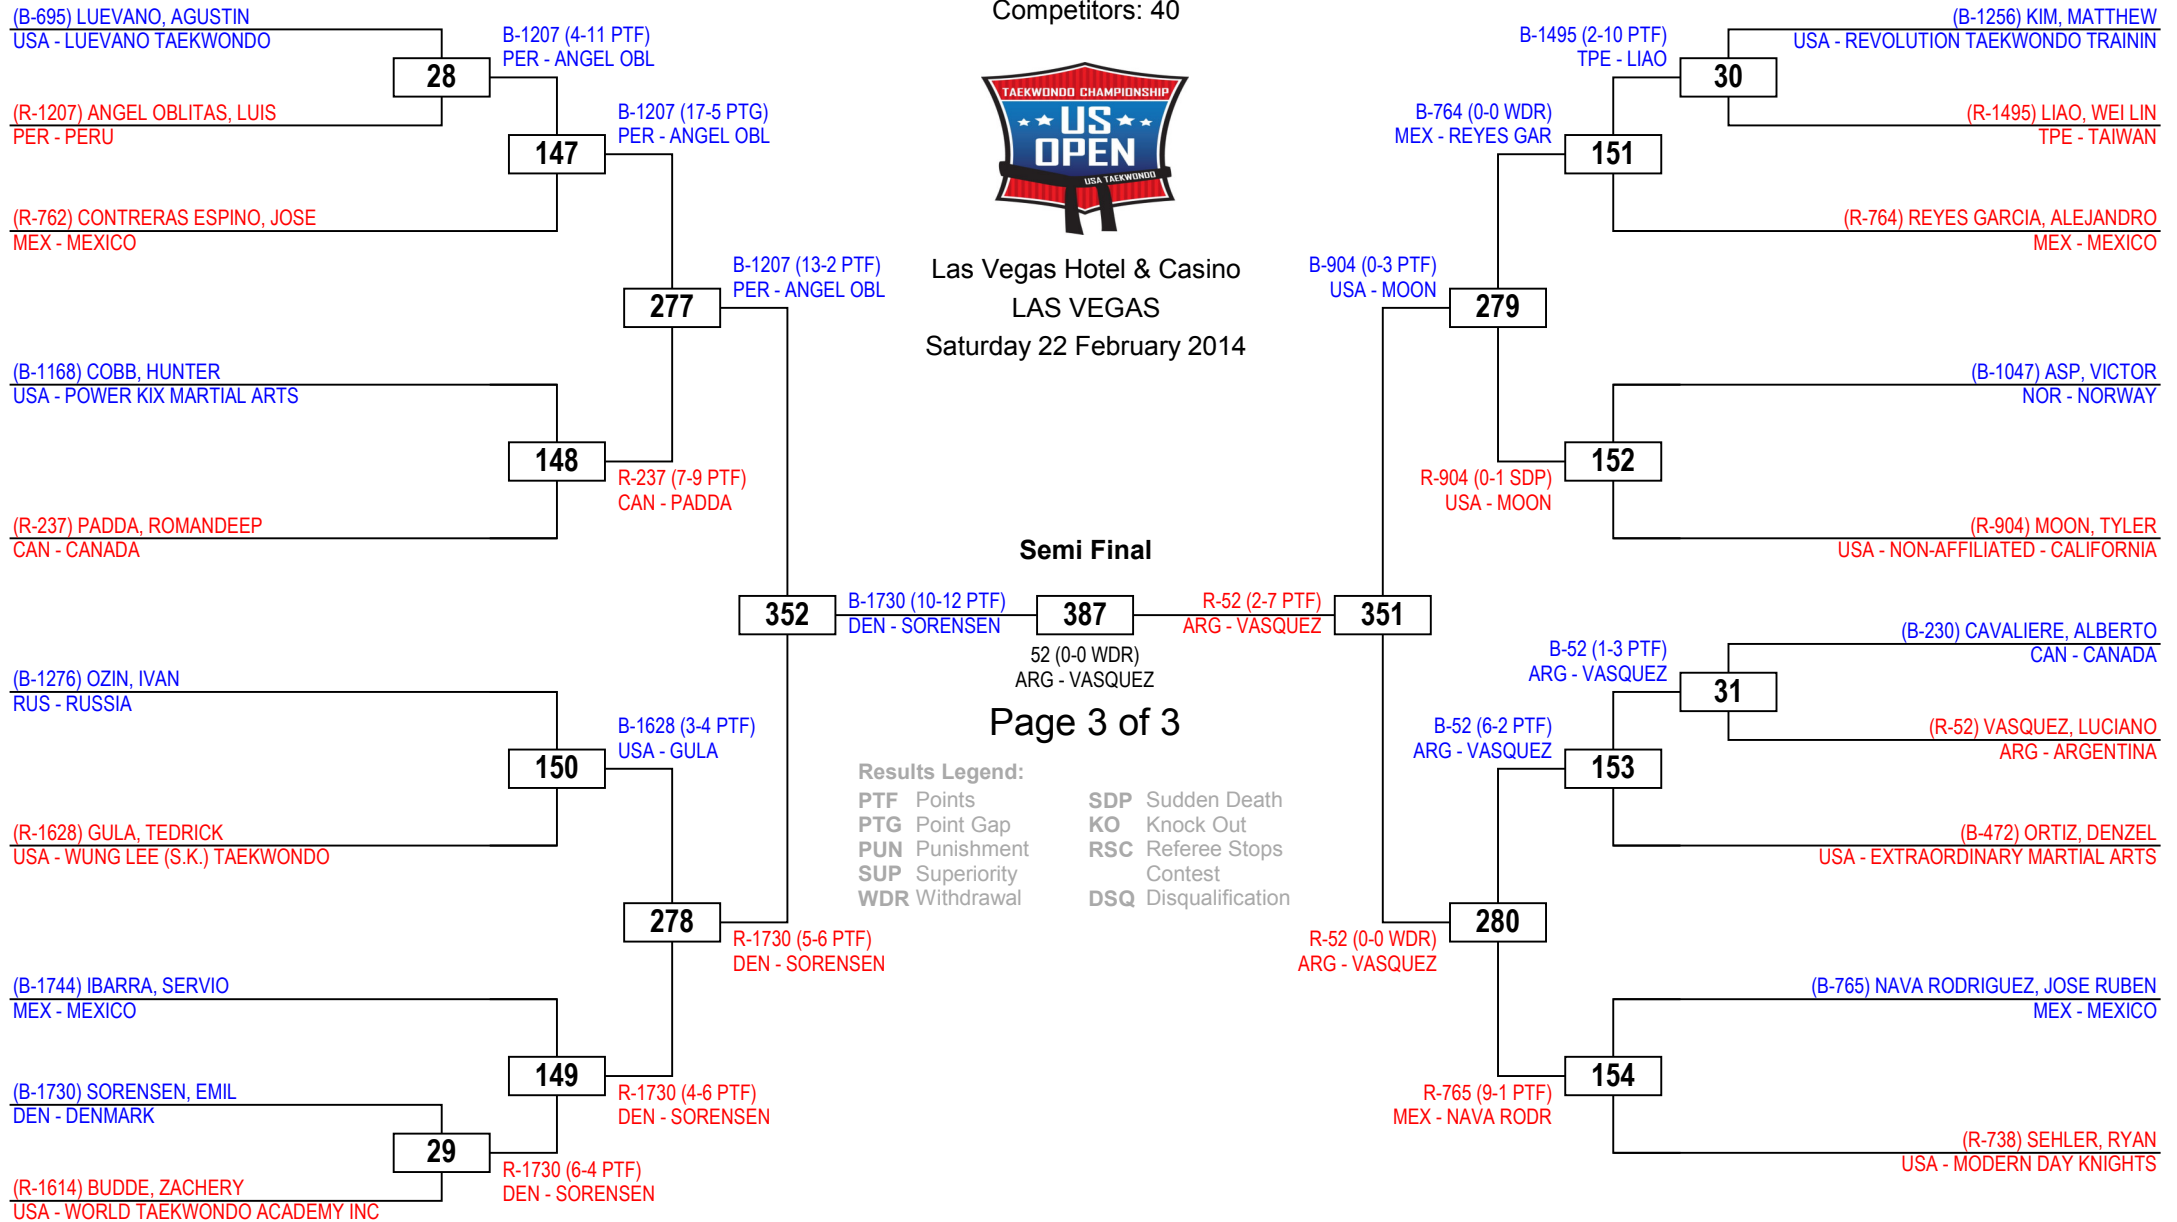 Competitors: 40
TAEKWONDO CHAMPIONSHIP
US
OPEN
USA TAEKWONDO
Las Vegas Hotel & Casino
LAS VEGAS
Saturday 22 February 2014
(B-695) LUEVANO, AGUSTIN
USA - LUEVANO TAEKWONDO
28
(R-1207) ANGEL OBLITAS, LUIS
PER - PERU
B-1207 (4-11 PTF)
PER - ANGEL OBL
147
(R-762) CONTRERAS ESPINO, JOSE
MEX - MEXICO
B-1207 (17-5 PTG)
PER - ANGEL OBL
277
B-1207 (13-2 PTF)
PER - ANGEL OBL
(B-1168) COBB, HUNTER
USA - POWER KIX MARTIAL ARTS
148
(R-237) PADDA, ROMANDEEP
CAN - CANADA
R-237 (7-9 PTF)
CAN - PADDA
352
B-1730 (10-12 PTF)
DEN - SORENSEN
(B-1276) OZIN, IVAN
RUS - RUSSIA
150
(R-1628) GULA, TEDRICK
USA - WUNG LEE (S.K.) TAEKWONDO
B-1628 (3-4 PTF)
USA - GULA
278
R-1730 (5-6 PTF)
DEN - SORENSEN
(B-1744) IBARRA, SERVIO
MEX - MEXICO
149
R-1730 (4-6 PTF)
DEN - SORENSEN
(B-1730) SORENSEN, EMIL
DEN - DENMARK
29
(R-1614) BUDDE, ZACHERY
USA - WORLD TAEKWONDO ACADEMY INC
R-1730 (6-4 PTF)
DEN - SORENSEN
Semi Final
387
52 (0-0 WDR)
ARG - VASQUEZ
Page 3 of 3
Results Legend:
PTF Points
PTG Point Gap
PUN Punishment
SUP Superiority
WDR Withdrawal
SDP Sudden Death
KO Knock Out
RSC Referee Stops
Contest
DSQ Disqualification
(B-1256) KIM, MATTHEW
USA - REVOLUTION TAEKWONDO TRAININ
30
(R-1495) LIAO, WEI LIN
TPE - TAIWAN
B-1495 (2-10 PTF)
TPE - LIAO
151
(R-764) REYES GARCIA, ALEJANDRO
MEX - MEXICO
B-764 (0-0 WDR)
MEX - REYES GAR
279
B-904 (0-3 PTF)
USA - MOON
(B-1047) ASP, VICTOR
NOR - NORWAY
152
(R-904) MOON, TYLER
USA - NON-AFFILIATED - CALIFORNIA
R-904 (0-1 SDP)
USA - MOON
351
R-52 (2-7 PTF)
ARG - VASQUEZ
(B-230) CAVALIERE, ALBERTO
CAN - CANADA
31
(R-52) VASQUEZ, LUCIANO
ARG - ARGENTINA
B-52 (1-3 PTF)
ARG - VASQUEZ
153
(B-472) ORTIZ, DENZEL
USA - EXTRAORDINARY MARTIAL ARTS
B-52 (6-2 PTF)
ARG - VASQUEZ
280
R-52 (0-0 WDR)
ARG - VASQUEZ
(B-765) NAVA RODRIGUEZ, JOSE RUBEN
MEX - MEXICO
154
(R-738) SEHLER, RYAN
USA - MODERN DAY KNIGHTS
R-765 (9-1 PTF)
MEX - NAVA RODR